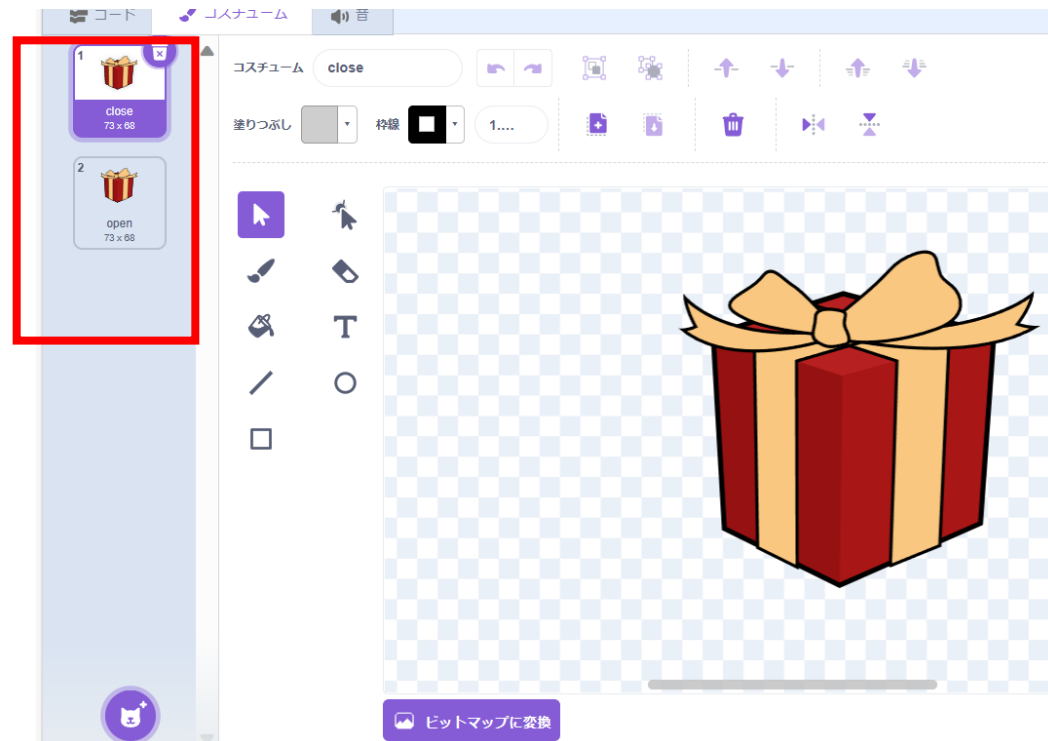 コード
コスチューム
音
1
close
73 x 68
2
open
73 x 68
コスチューム
close
塗りつぶし
枠線
1....
T
ビットマップに変換